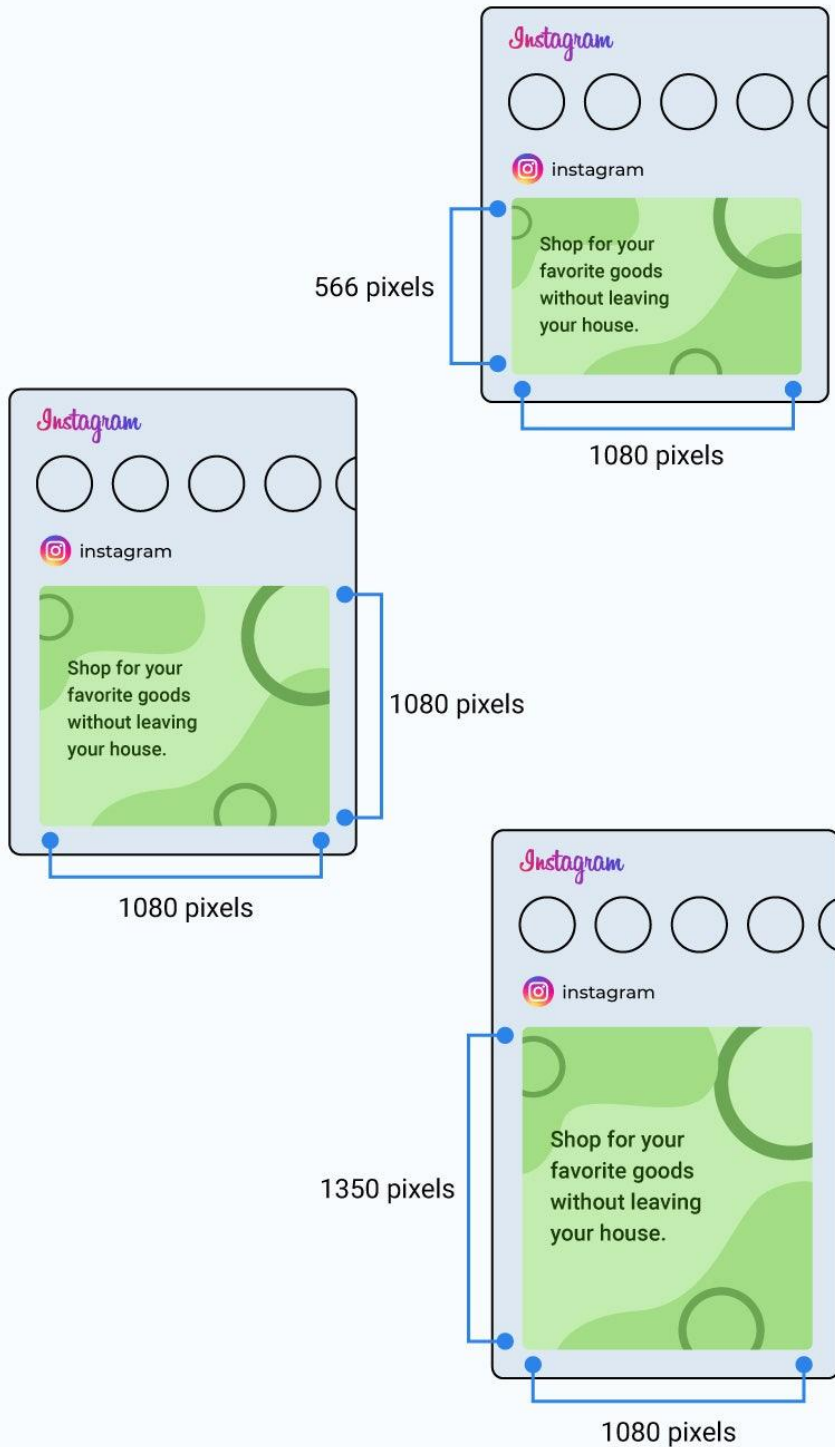 Instagram
instagram
Shop for your
favorite goods
without leaving
your house.
566 pixels
1080 pixels
Instagram
instagram
Shop for your
favorite goods
without leaving
your house.
1080 pixels
1080 pixels
Instagram
instagram
Shop for your
favorite goods
without leaving
your house.
1350 pixels
1080 pixels